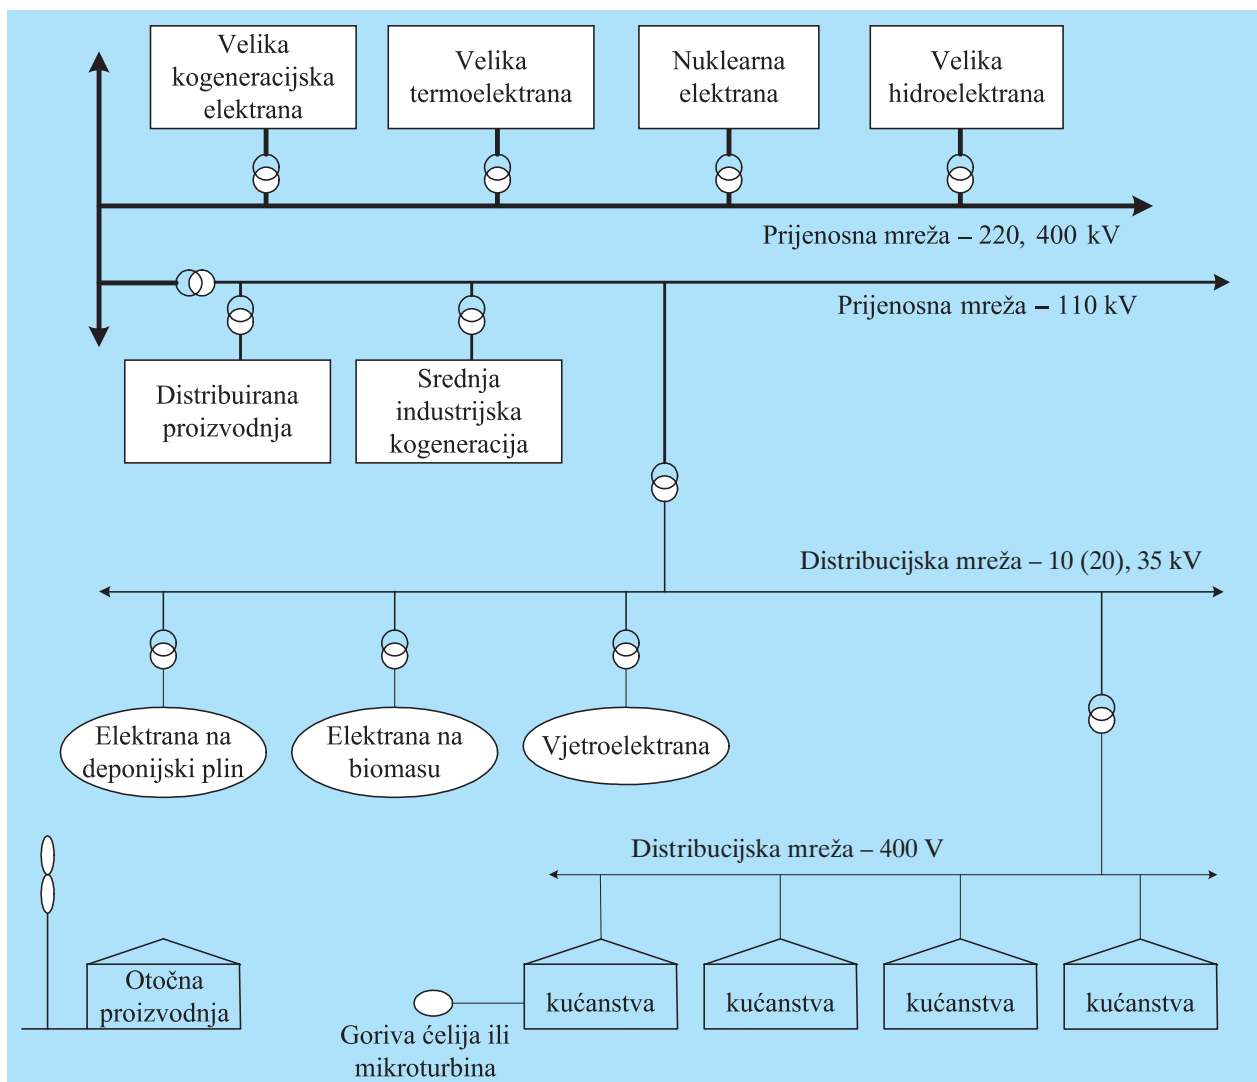 Velika
kogeneracijska
elektrana
Velika
termoelektrana
Nuklearna
elektrana
Velika
hidroelektrana
Prijenosna mreža – 220, 400 kV
Prijenosna mreža – 110 kV
Distribuirana
proizvodnja
Srednja
industrijska
kogeneracija
Distribucijska mreža – 10 (20), 35 kV
Elektrana na
deponijski plin
Elektrana na
biomasu
Vjetroelektrana
Distribucijska mreža – 400 V
Otočna
proizvodnja
kućanstva
kućanstva
kućanstva
kućanstva
Goriva ćelija ili
mikroturbina